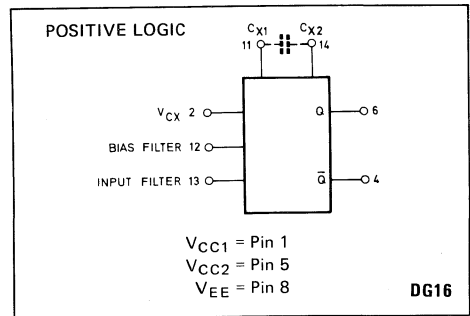 POSITIVE LOGIC
CX1 CX2
11 14
VCX 2 Q 6
BIAS FILTER 12
INPUT FILTER 13 Q̅ 4
VCC1 = Pin 1
VCC2 = Pin 5
VEE = Pin 8
DG16